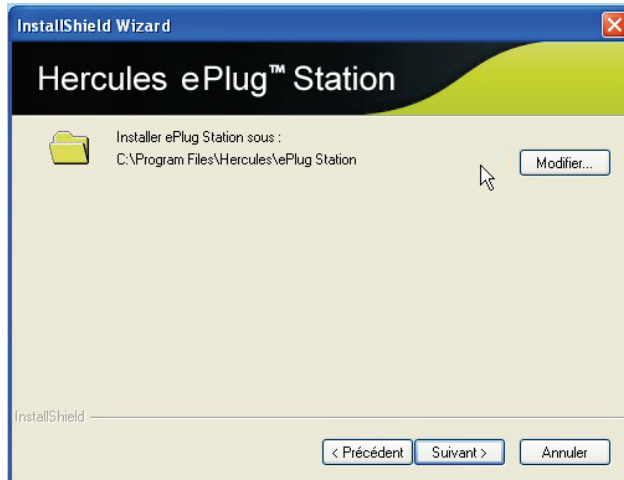 InstallShield Wizard
Hercules ePlug™ Station
Installer ePlug Station sous :
C:\Program Files\Hercules\ePlug Station
Modifier...
InstallShield
< Précédent
Suivant >
Annuler